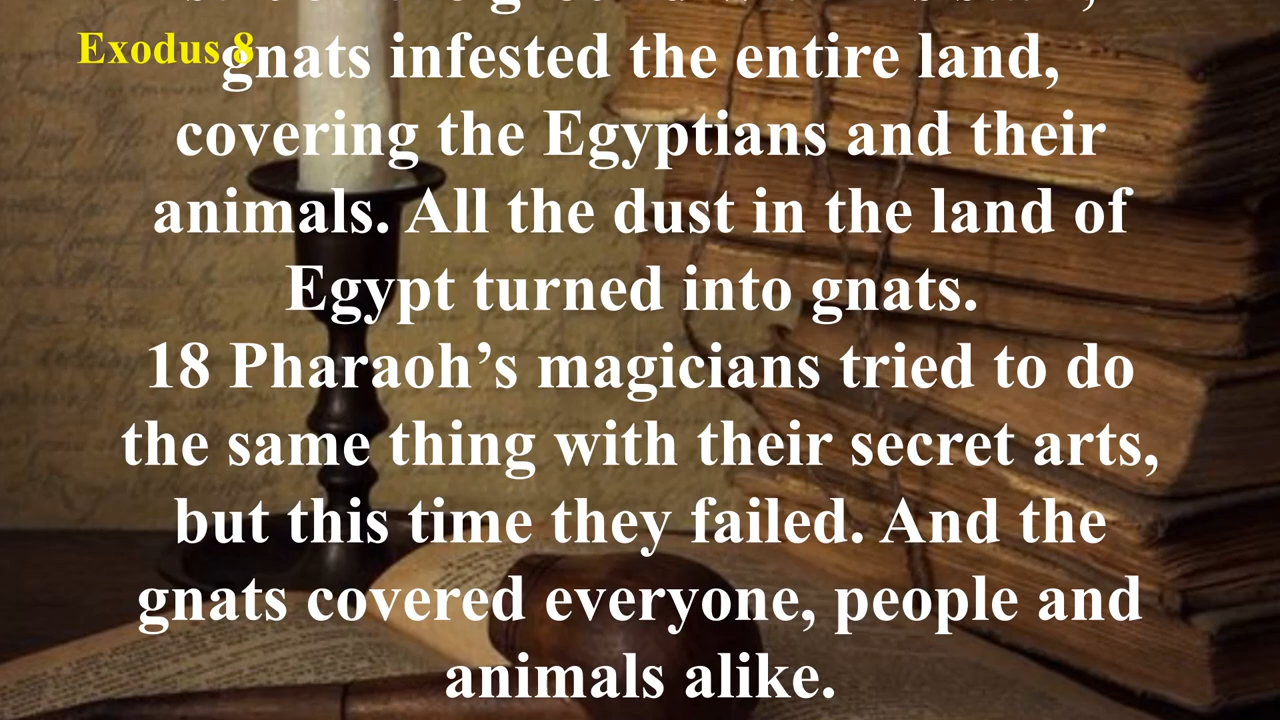 Exodus 8
gnats infested the entire land,
covering the Egyptians and their
animals. All the dust in the land of
Egypt turned into gnats.
18 Pharaoh’s magicians tried to do
the same thing with their secret arts,
but this time they failed. And the
gnats covered everyone, people and
animals alike.